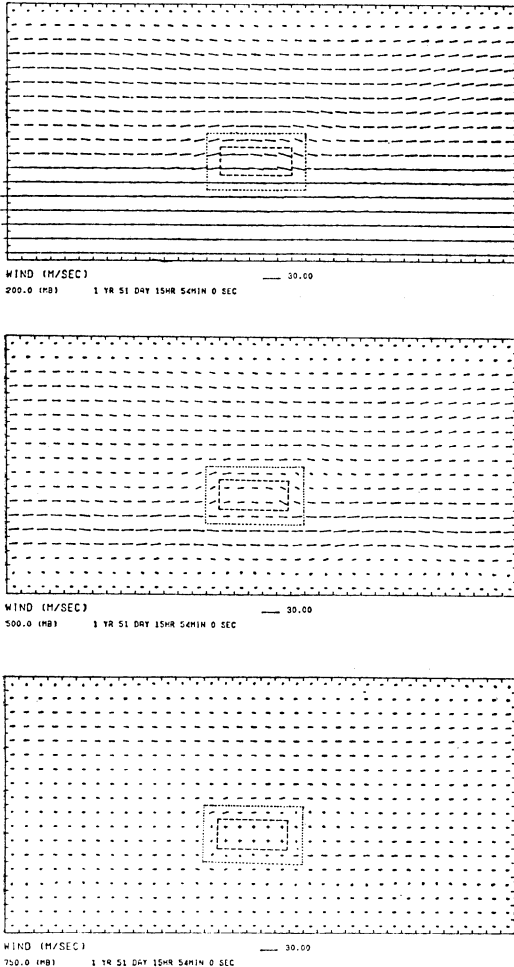 WIND (M/SEC) 30.00
200.0 (MB) 1 YR 51 DAY 15HR 54MIN 0 SEC
WIND (M/SEC) 30.00
500.0 (MB) 1 YR 51 DAY 15HR 54MIN 0 SEC
WIND (M/SEC) 30.00
750.0 (MB) 1 YR 51 DAY 15HR 54MIN 0 SEC